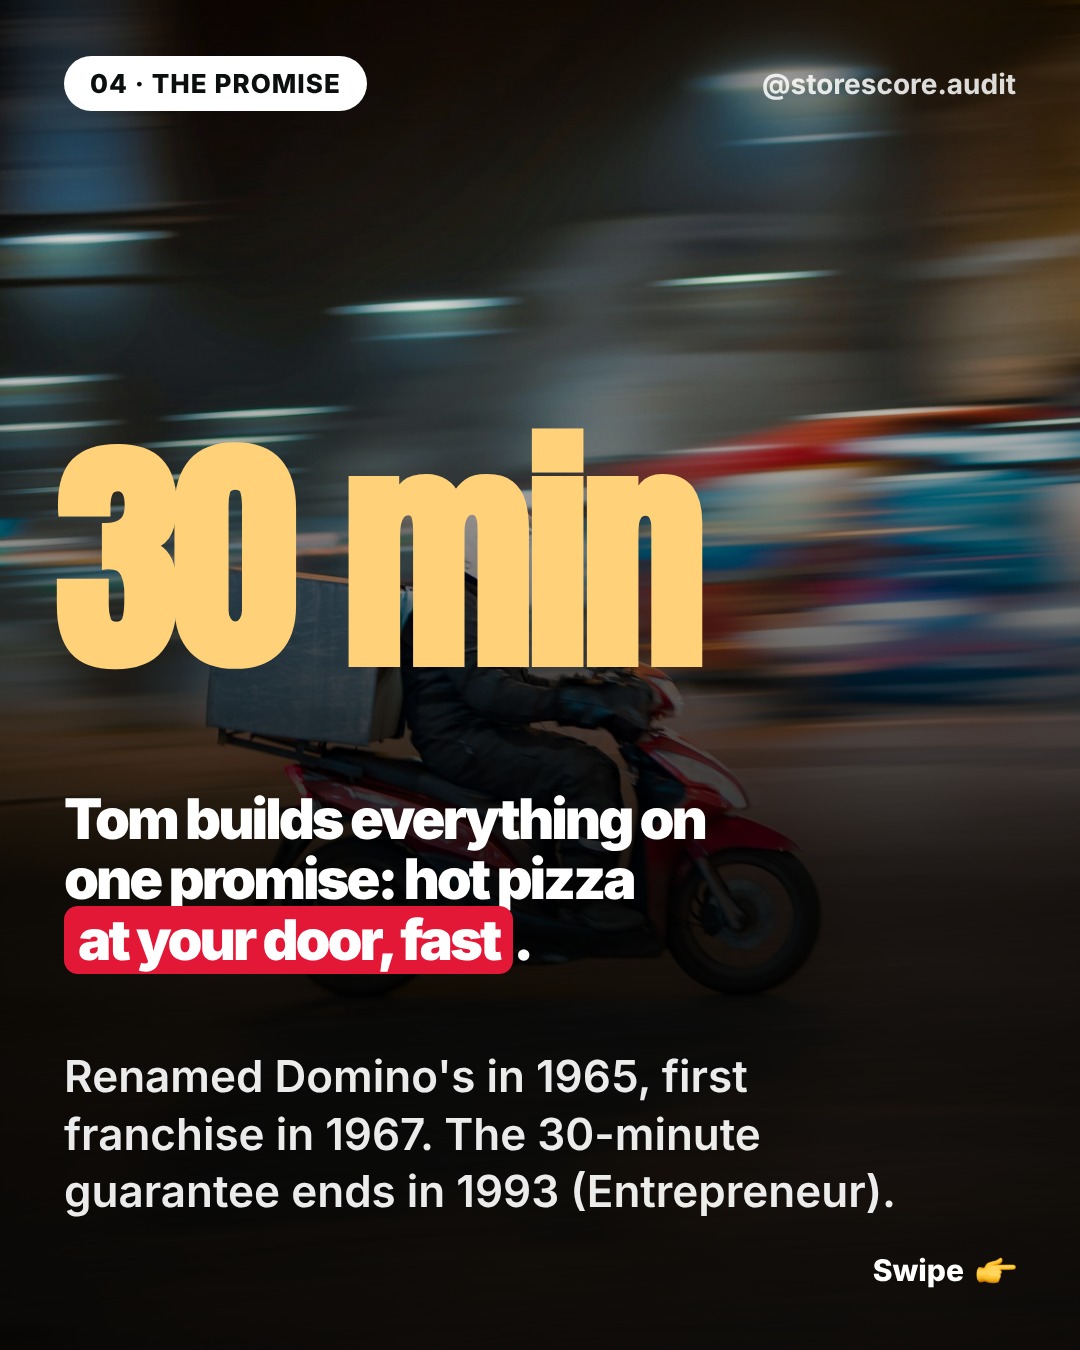 04 · THE PROMISE
@storescore.audit
30 min
Tom builds everything on
one promise: hot pizza
at your door, fast.
Renamed Domino's in 1965, first
franchise in 1967. The 30-minute
guarantee ends in 1993 (Entrepreneur).
Swipe 👉